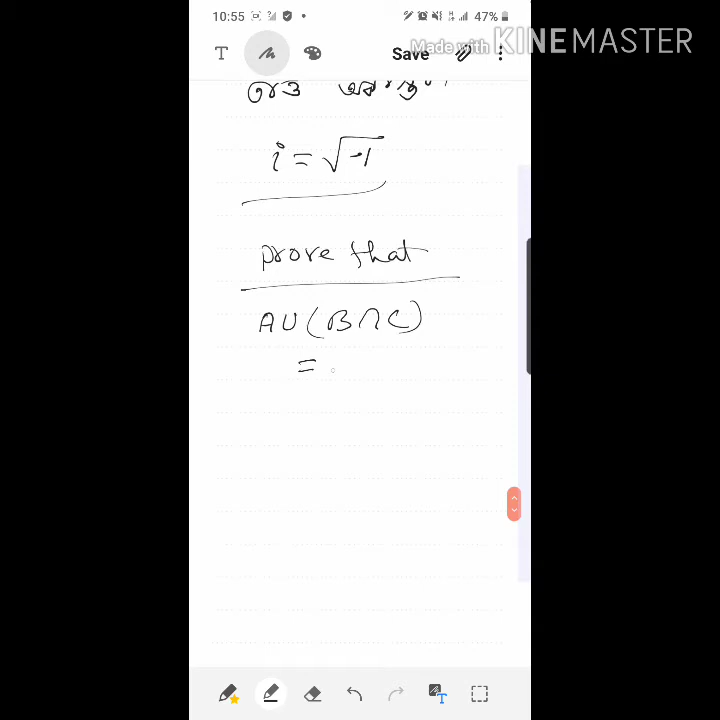 10:55 47%
T Save
Made with KINEMASTER
i = √-1
prove that
A∪(B∩C)
=